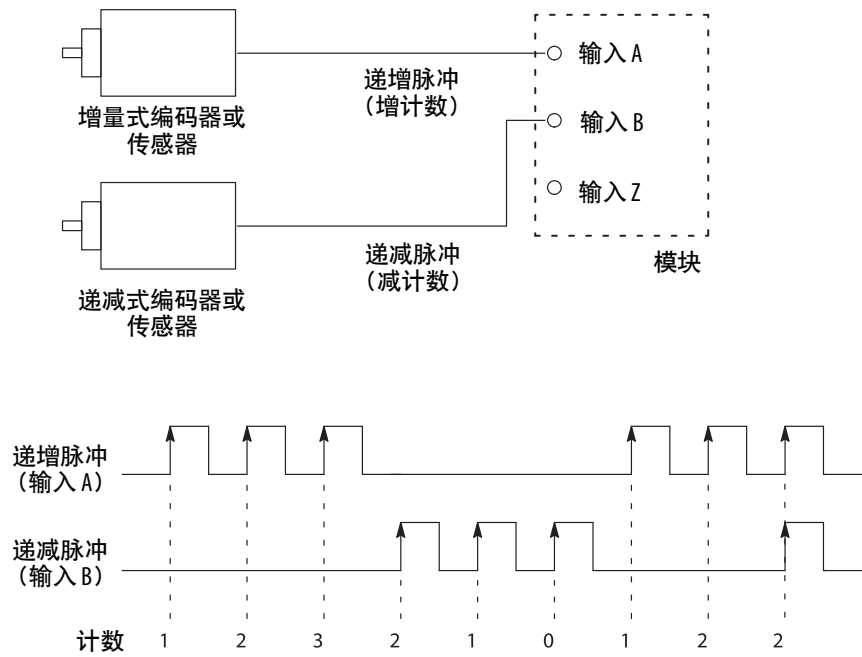 增量式编码器或
传感器
递增脉冲
（增计数）
输入 A
输入 B
输入 Z
模块
递减式编码器或
传感器
递减脉冲
（减计数）
递增脉冲
（输入 A）
递减脉冲
（输入 B）
计数 1 2 3 2 1 0 1 2 2